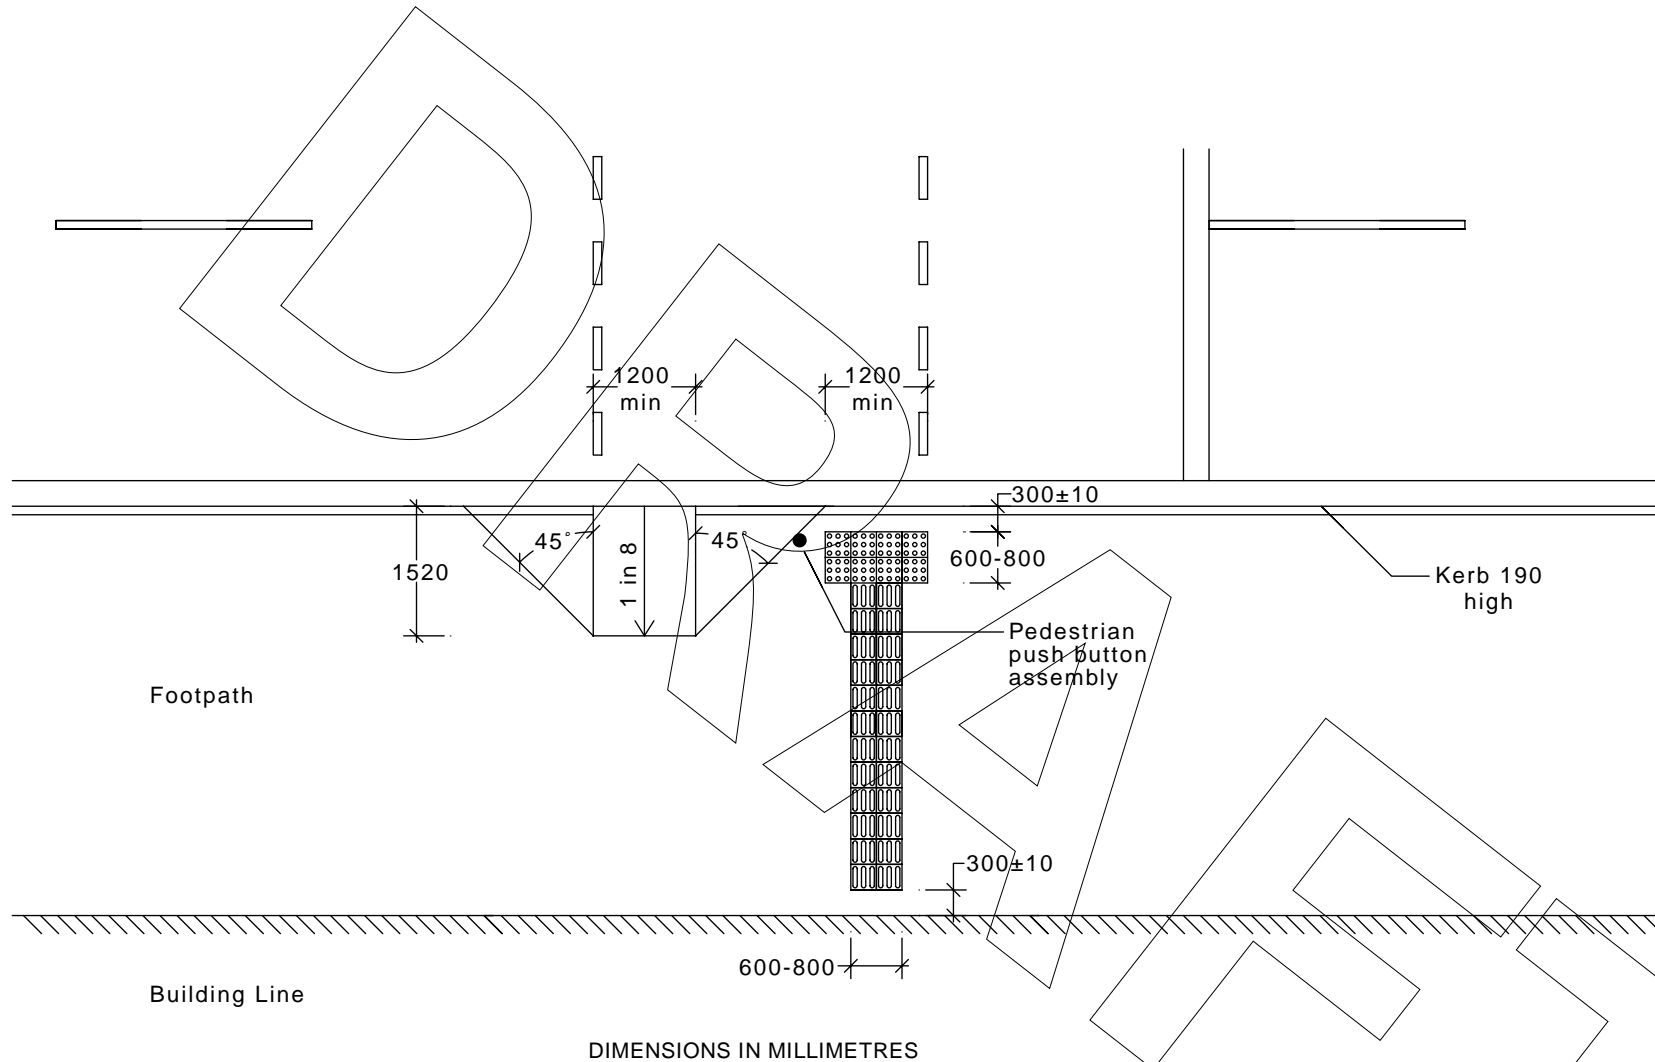 1200
min
1200
min
300±10
45°
45°
600-800
1520
1 in 8
Kerb 190
high
Pedestrian
push button
assembly
Footpath
300±10
600-800
Building Line
DIMENSIONS IN MILLIMETRES
DRAFT